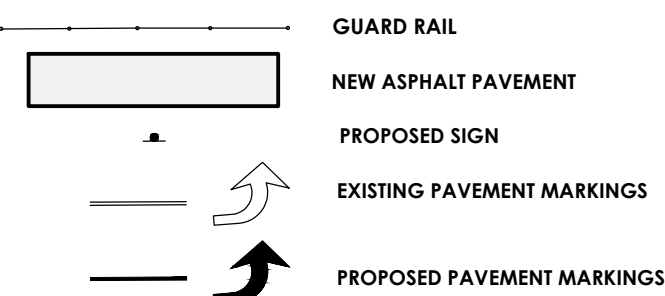 GUARD RAIL
NEW ASPHALT PAVEMENT
PROPOSED SIGN
EXISTING PAVEMENT MARKINGS
PROPOSED PAVEMENT MARKINGS